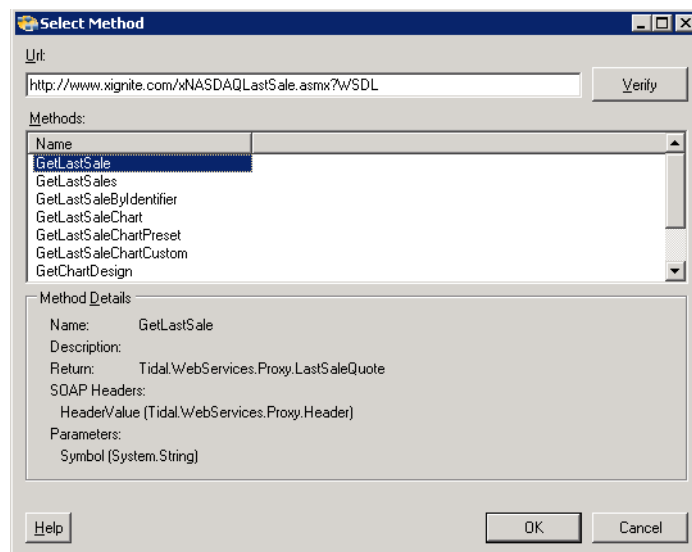 Select Method
Url:
http://www.xignite.com/xNASDAQLastSale.asmx?WSDL
Verify
Methods:
Name
GetLastSale
GetLastSales
GetLastSaleByIdentifier
GetLastSaleChart
GetLastSaleChartPreset
GetLastSaleChartCustom
GetChartDesign
Method Details
Name: GetLastSale
Description:
Return: Tidal.WebServices.Proxy.LastSaleQuote
SOAP Headers:
HeaderValue (Tidal.WebServices.Proxy.Header)
Parameters:
Symbol (System.String)
Help OK Cancel